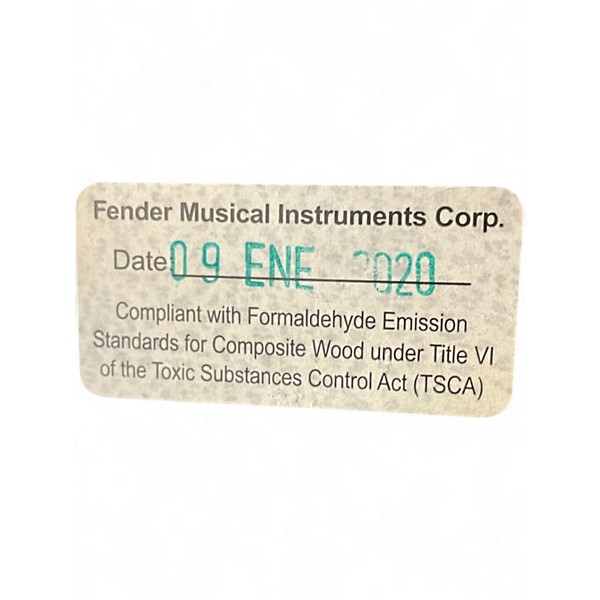 Fender Musical Instruments Corp.
Date 09 ENE 2020
Compliant with Formaldehyde Emission
Standards for Composite Wood under Title VI
of the Toxic Substances Control Act (TSCA)